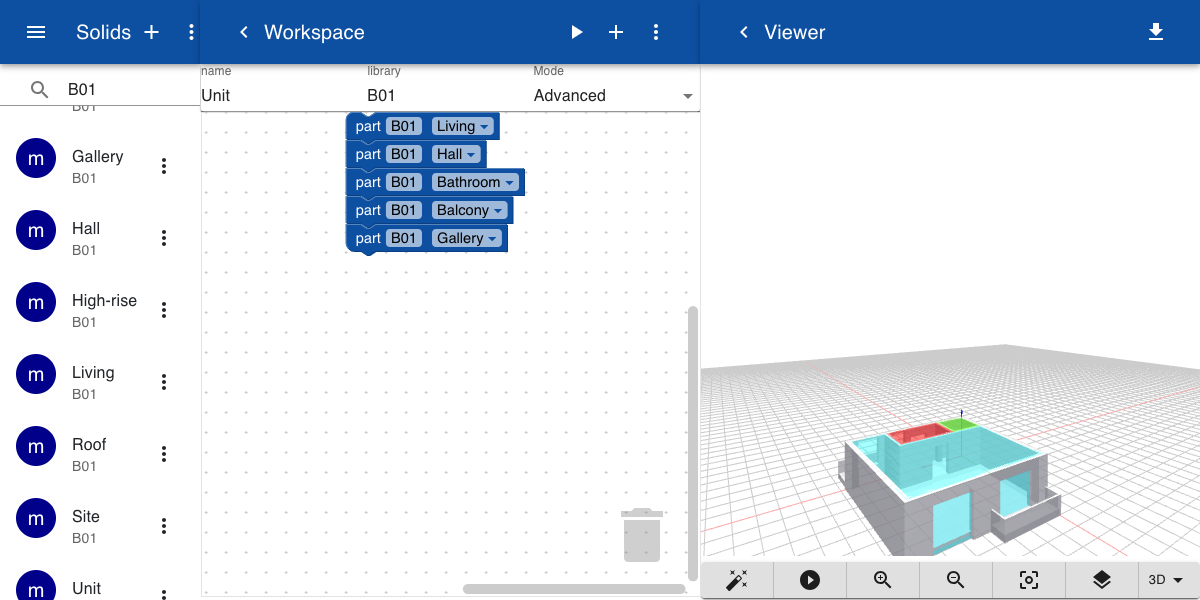 Solids
Workspace
Viewer
B01
B01
m Gallery
B01
m Hall
B01
m High-rise
B01
m Living
B01
m Roof
B01
m Site
B01
m Unit
name library Mode
Unit B01 Advanced
part B01 Living
part B01 Hall
part B01 Bathroom
part B01 Balcony
part B01 Gallery
3D